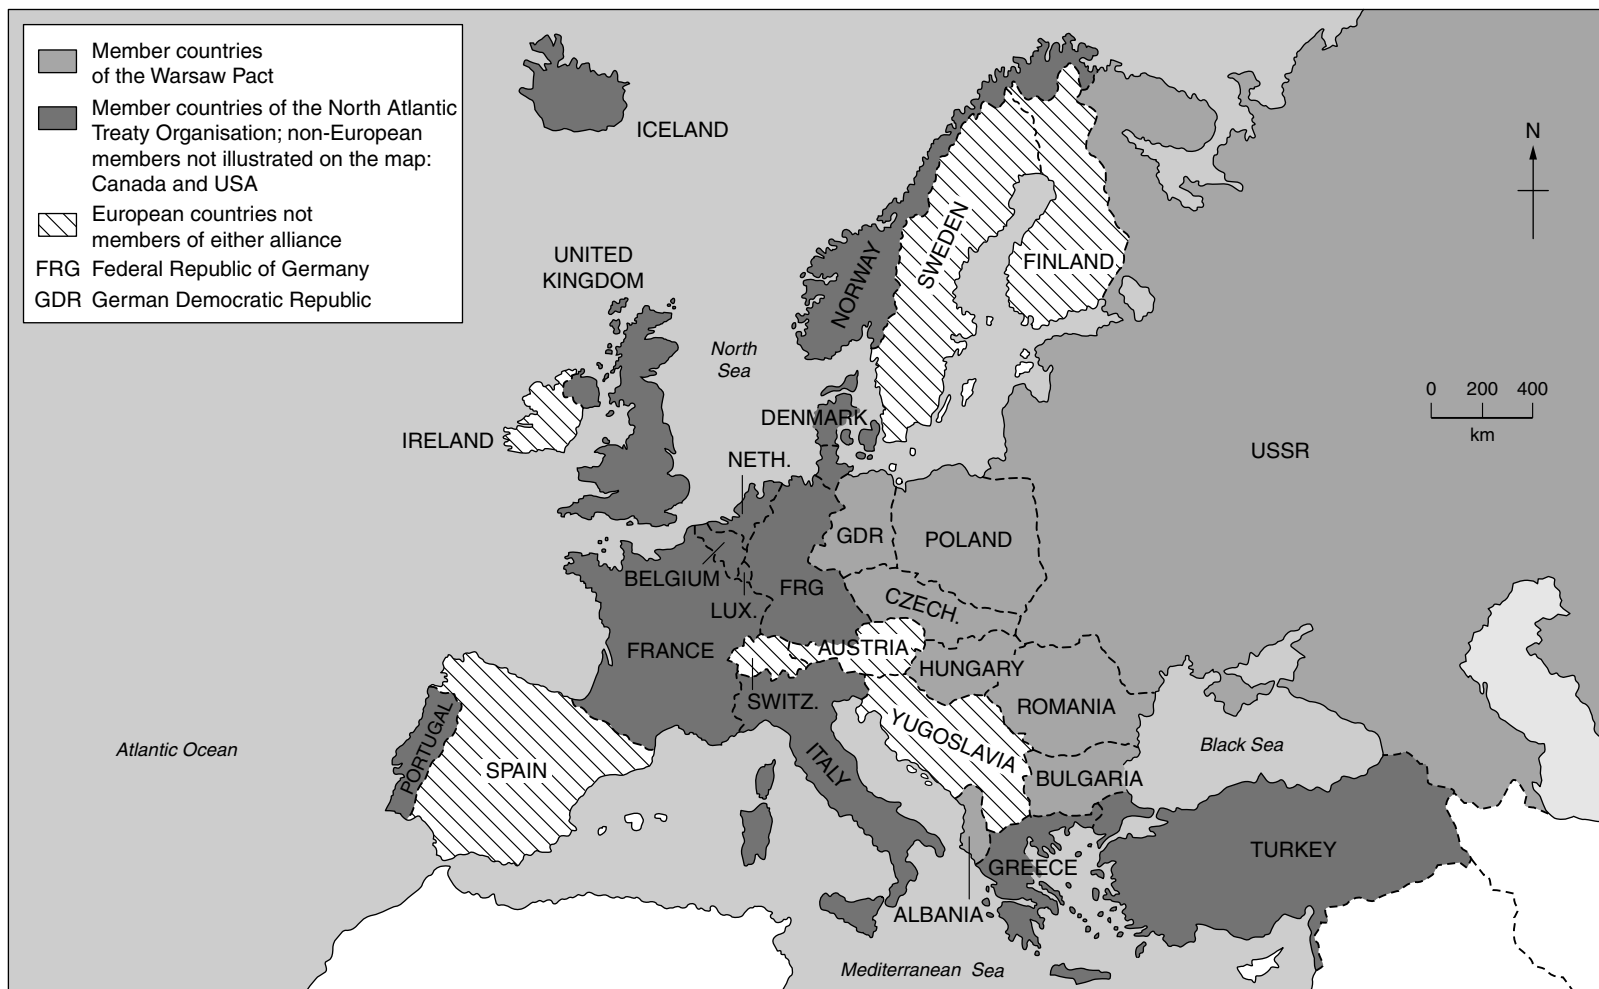 Member countries
of the Warsaw Pact
Member countries of the North Atlantic
Treaty Organisation; non-European
members not illustrated on the map:
Canada and USA
European countries not
members of either alliance
FRG Federal Republic of Germany
GDR German Democratic Republic
ICELAND
N
UNITED
KINGDOM
NORWAY
SWEDEN
FINLAND
North
Sea
0 200 400
km
DENMARK
IRELAND
NETH.
USSR
GDR
POLAND
BELGIUM
FRG
CZECH.
LUX.
FRANCE
AUSTRIA
HUNGARY
SWITZ.
ROMANIA
PORTUGAL
YUGOSLAVIA
Atlantic Ocean
Black Sea
SPAIN
ITALY
BULGARIA
TURKEY
GREECE
ALBANIA
Mediterranean Sea